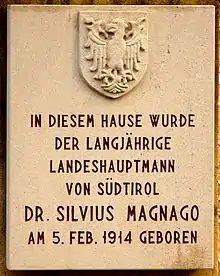 IN DIESEM HAUSE WURDE
DER LANGJÄHRIGE
LANDESHAUPTMANN
VON SÜDTIROL
DR. SILVIUS MAGNAGO
AM 5. FEB. 1914 GEBOREN